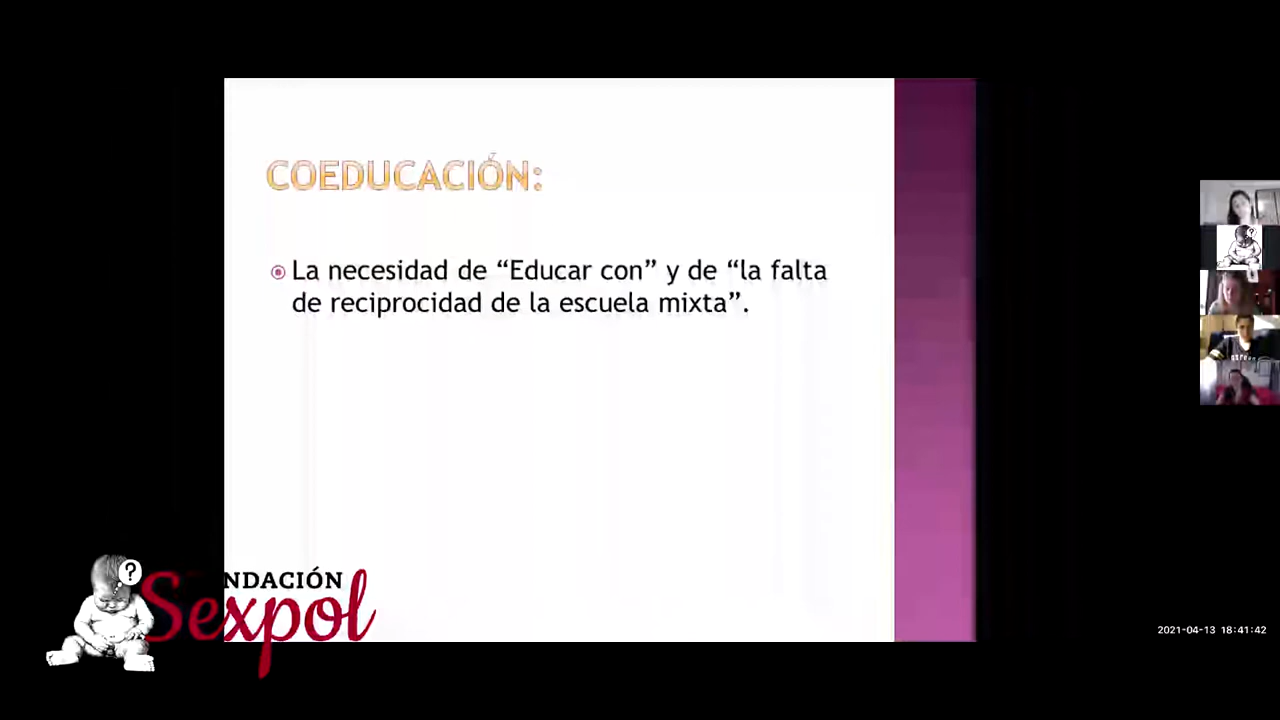 COEDUCACIÓN:
La necesidad de “Educar con” y de “la falta
de reciprocidad de la escuela mixta”.
?
NDACIÓN
Sexpol
2021-04-13 18:41:42